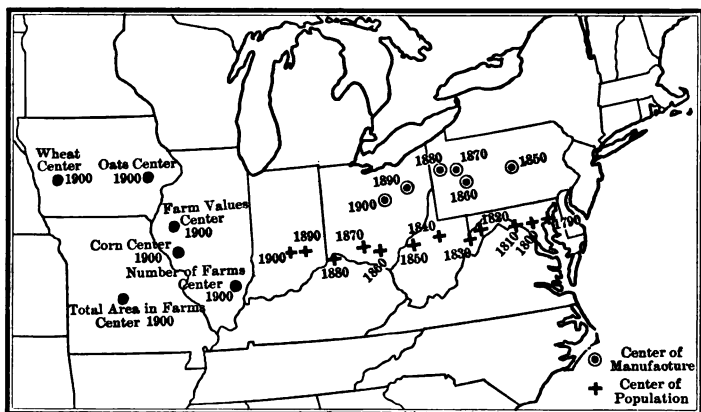 Wheat
Center
1900
Oats Center
1900
Farm Values
Center
1900
Corn Center
1900
Number of Farms
Center
1900
Total Area in Farms
Center 1900
1900
1890
1880
1870
1860
1850
1840
1830
1820
1810
1800
1790
1900
1890
1880
1870
1860
1850
Center of
Manufacture
Center of
Population